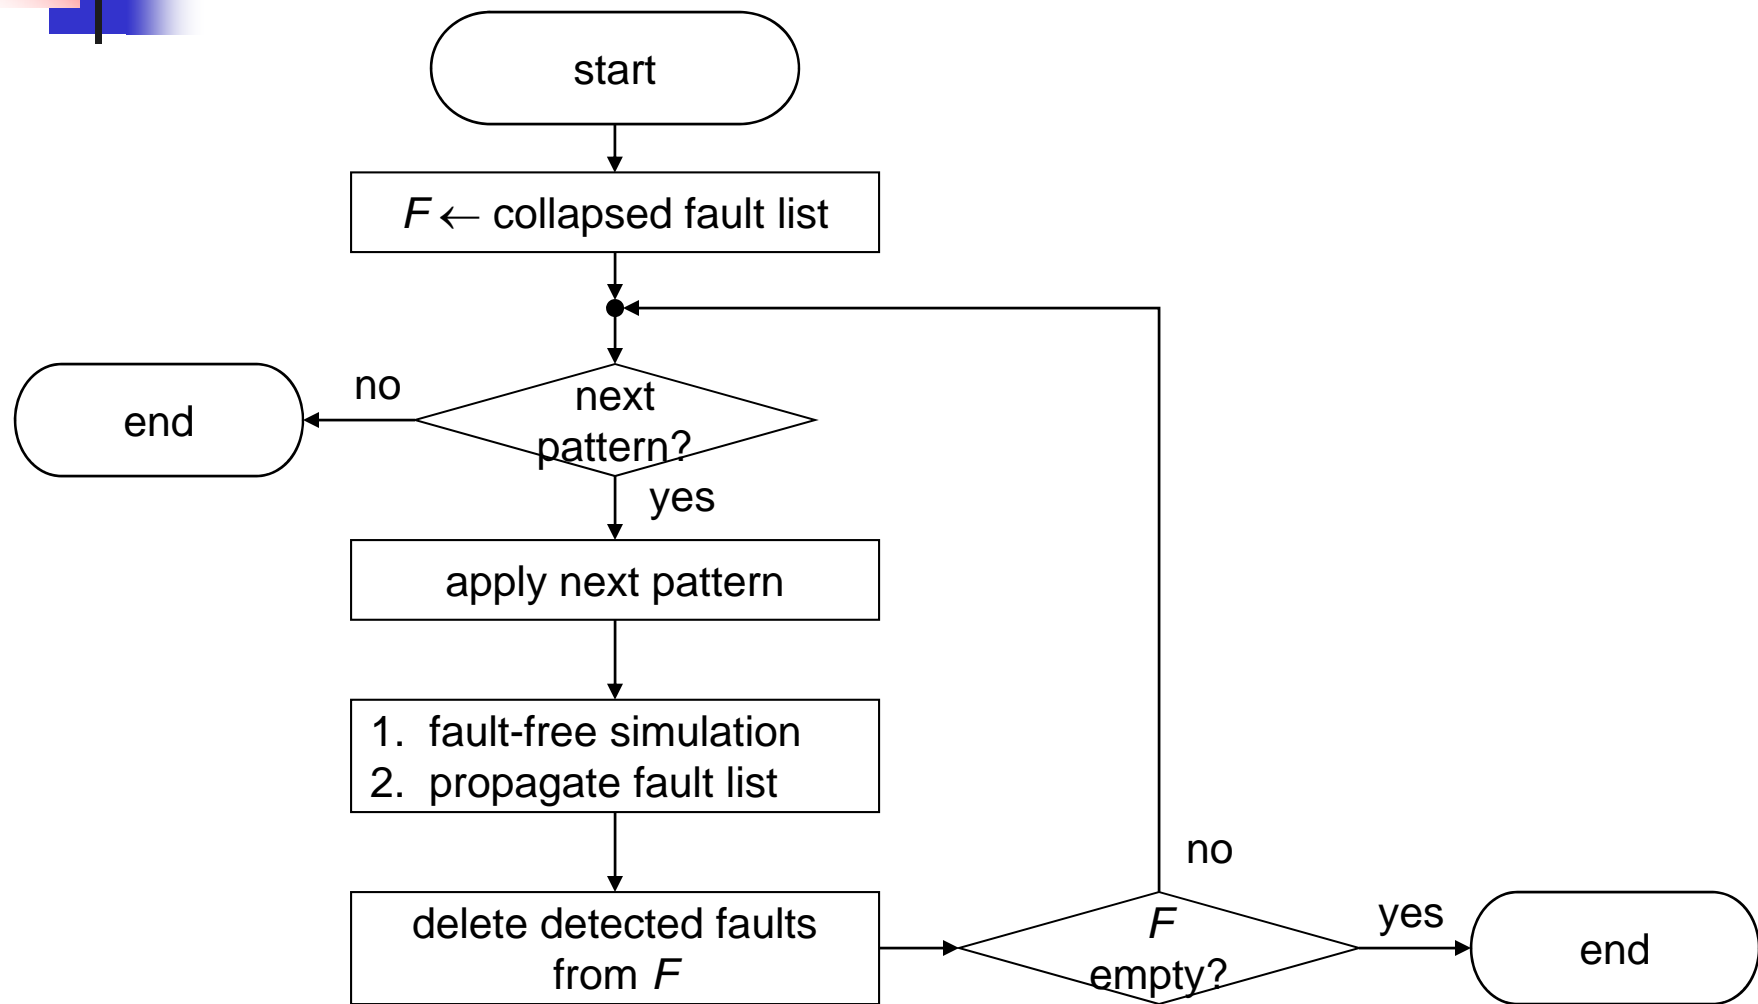 start
F ← collapsed fault list
no
next
pattern?
end
yes
apply next pattern
1. fault-free simulation
2. propagate fault list
no
delete detected faults
from F
F
empty?
yes
end